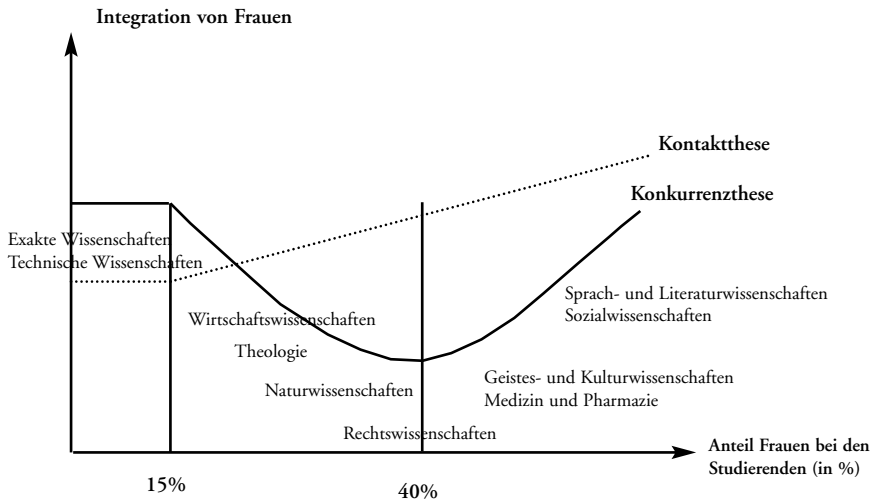 Integration von Frauen
Kontaktthese
Konkurrenzthese
Exakte Wissenschaften
Technische Wissenschaften
Sprach- und Literaturwissenschaften
Sozialwissenschaften
Wirtschaftswissenschaften
Theologie
Naturwissenschaften
Geistes- und Kulturwissenschaften
Medizin und Pharmazie
Rechtswissenschaften
Anteil Frauen bei den
Studierenden (in %)
15%
40%